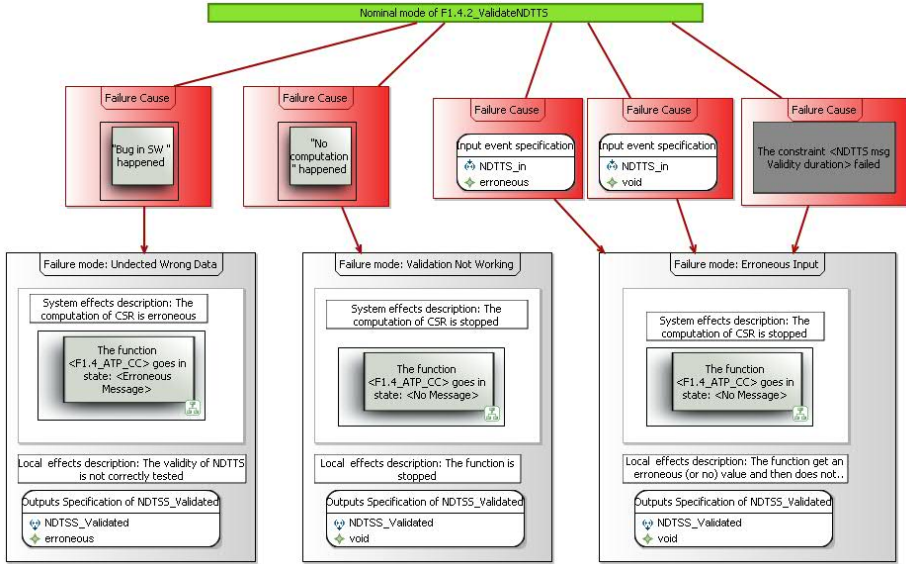 Nominal mode of F1.4.2_ValidateNDTTS
Failure Cause
"Bug in SW "
happened
Failure Cause
"No
computation
" happened
Failure Cause
Input event specification
NDTTS_in
erroneous
Failure Cause
Input event specification
NDTTS_in
void
Failure Cause
The constraint <NDTTS msg
Validity duration> failed
Failure mode: Undected Wrong Data
System effects description: The
computation of CSR is erroneous
The function
<F1.4_ATP_CC> goes in
state: <Erroneous
Message>
Local effects description: The validity of NDTTS
is not correctly tested
Outputs Specification of NDTSS_Validated
NDTSS_Validated
erroneous
Failure mode: Validation Not Working
System effects description: The
computation of CSR is stopped
The function
<F1.4_ATP_CC> goes in
state: <No Message>
Local effects description: The function is
stopped
Outputs Specification of NDTSS_Validated
NDTSS_Validated
void
Failure mode: Erroneous Input
System effects description: The
computation of CSR is stopped
The function
<F1.4_ATP_CC> goes in
state: <No Message>
Local effects description: The function get an
erroneous (or no) value and then does not..
Outputs Specification of NDTSS_Validated
NDTSS_Validated
void